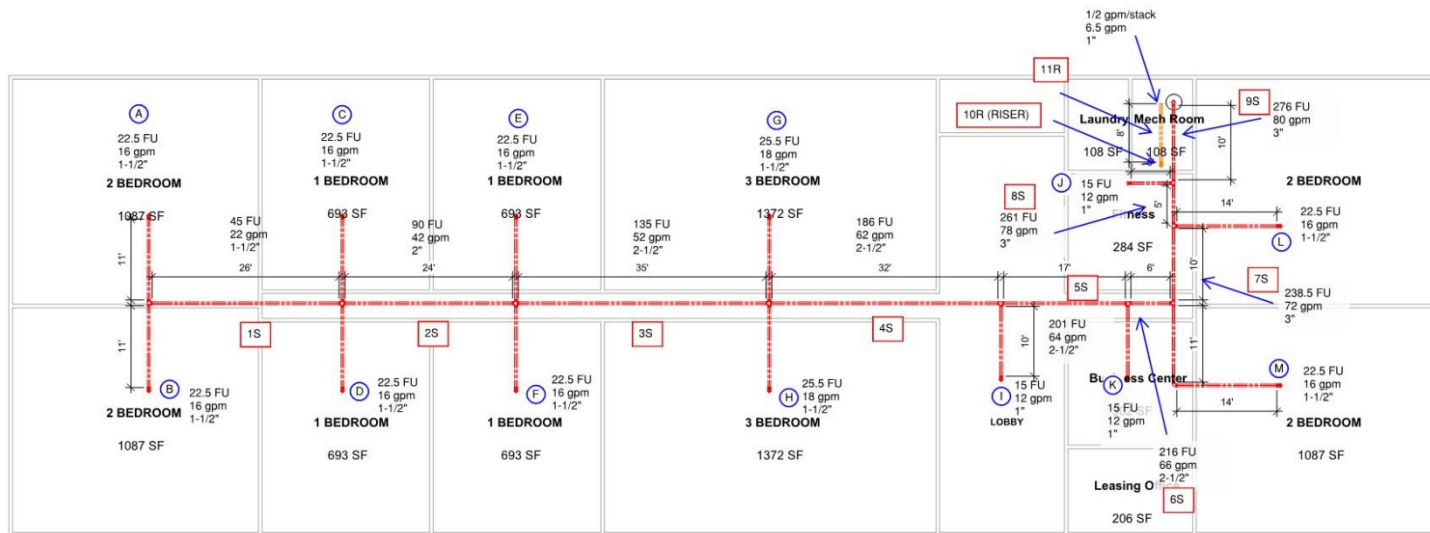 1/2 gpm/stack
6.5 gpm
1"
11R
10R (RISER)
9S
276 FU
80 gpm
3"
A
22.5 FU
16 gpm
1-1/2"
2 BEDROOM
1087 SF
C
22.5 FU
16 gpm
1-1/2"
1 BEDROOM
693 SF
E
22.5 FU
16 gpm
1-1/2"
1 BEDROOM
693 SF
G
25.5 FU
18 gpm
1-1/2"
3 BEDROOM
1372 SF
Laundry Mech Room
108 SF 108 SF
8'
10'
J
15 FU
12 gpm
1"
8S
261 FU
78 gpm
3"
5'
284 SF
2 BEDROOM
14'
22.5 FU
16 gpm
1-1/2"
L
45 FU
22 gpm
1-1/2"
90 FU
42 gpm
2"
135 FU
52 gpm
2-1/2"
186 FU
62 gpm
2-1/2"
11'
26'
24'
35'
32'
17'
6'
10'
7S
238.5 FU
72 gpm
3"
5S
1S
2S
3S
4S
201 FU
64 gpm
2-1/2"
11'
10'
11'
B
22.5 FU
16 gpm
1-1/2"
2 BEDROOM
1087 SF
D
22.5 FU
16 gpm
1-1/2"
1 BEDROOM
693 SF
F
22.5 FU
16 gpm
1-1/2"
1 BEDROOM
693 SF
H
25.5 FU
18 gpm
1-1/2"
3 BEDROOM
1372 SF
I
15 FU
12 gpm
1"
LOBBY
Center
K
15 FU
12 gpm
1"
M
22.5 FU
16 gpm
1-1/2"
14'
2 BEDROOM
1087 SF
216 FU
66 gpm
2-1/2"
6S
Leasing Office
206 SF